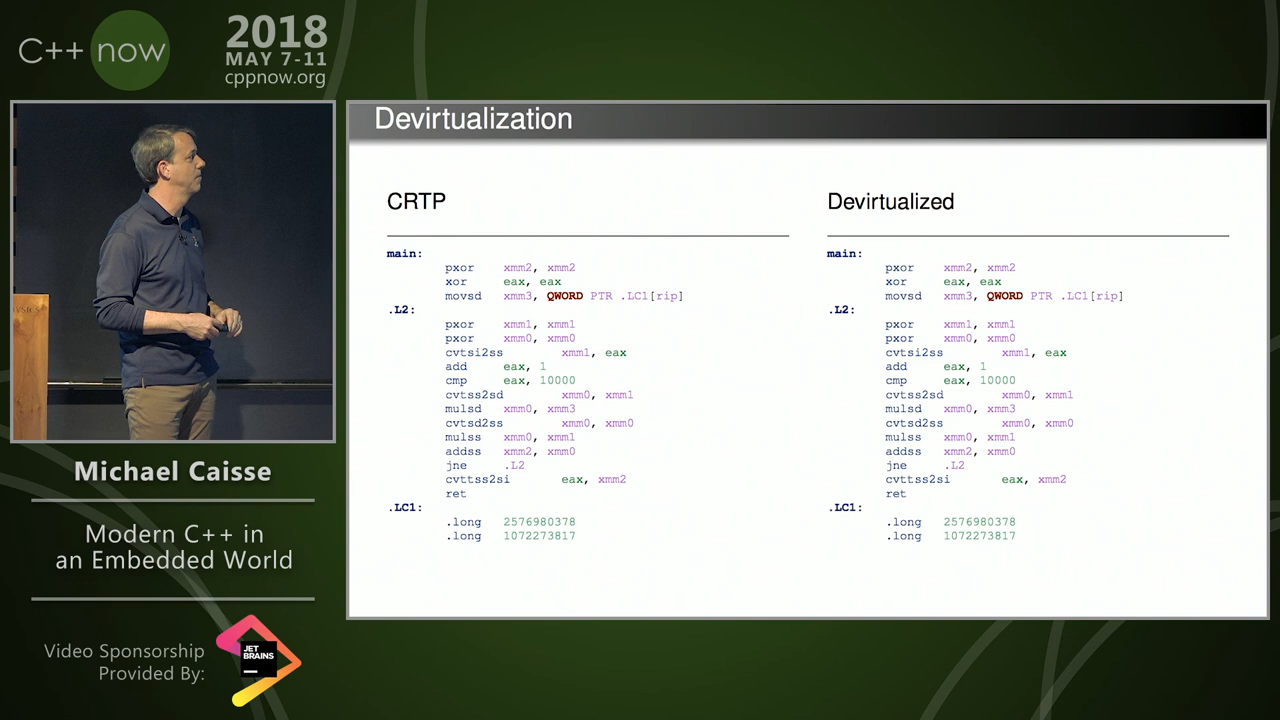 C++ now
2018
MAY 7-11
cppnow.org
Devirtualization
CRTP
main:
pxor xmm2, xmm2
xor eax, eax
movsd xmm3, QWORD PTR .LC1[rip]
.L2:
pxor xmm1, xmm1
pxor xmm0, xmm0
cvtsi2ss xmm1, eax
add eax, 1
cmp eax, 10000
cvtss2sd xmm0, xmm1
mulsd xmm0, xmm3
cvtsd2ss xmm0, xmm0
mulss xmm0, xmm1
addss xmm2, xmm0
jne .L2
cvttss2si eax, xmm2
ret
.LC1:
.long 2576980378
.long 1072273817
Devirtualized
main:
pxor xmm2, xmm2
xor eax, eax
movsd xmm3, QWORD PTR .LC1[rip]
.L2:
pxor xmm1, xmm1
pxor xmm0, xmm0
cvtsi2ss xmm1, eax
add eax, 1
cmp eax, 10000
cvtss2sd xmm0, xmm1
mulsd xmm0, xmm3
cvtsd2ss xmm0, xmm0
mulss xmm0, xmm1
addss xmm2, xmm0
jne .L2
cvttss2si eax, xmm2
ret
.LC1:
.long 2576980378
.long 1072273817
Michael Caisse
Modern C++ in
an Embedded World
Video Sponsorship
Provided By:
JET
BRAINS